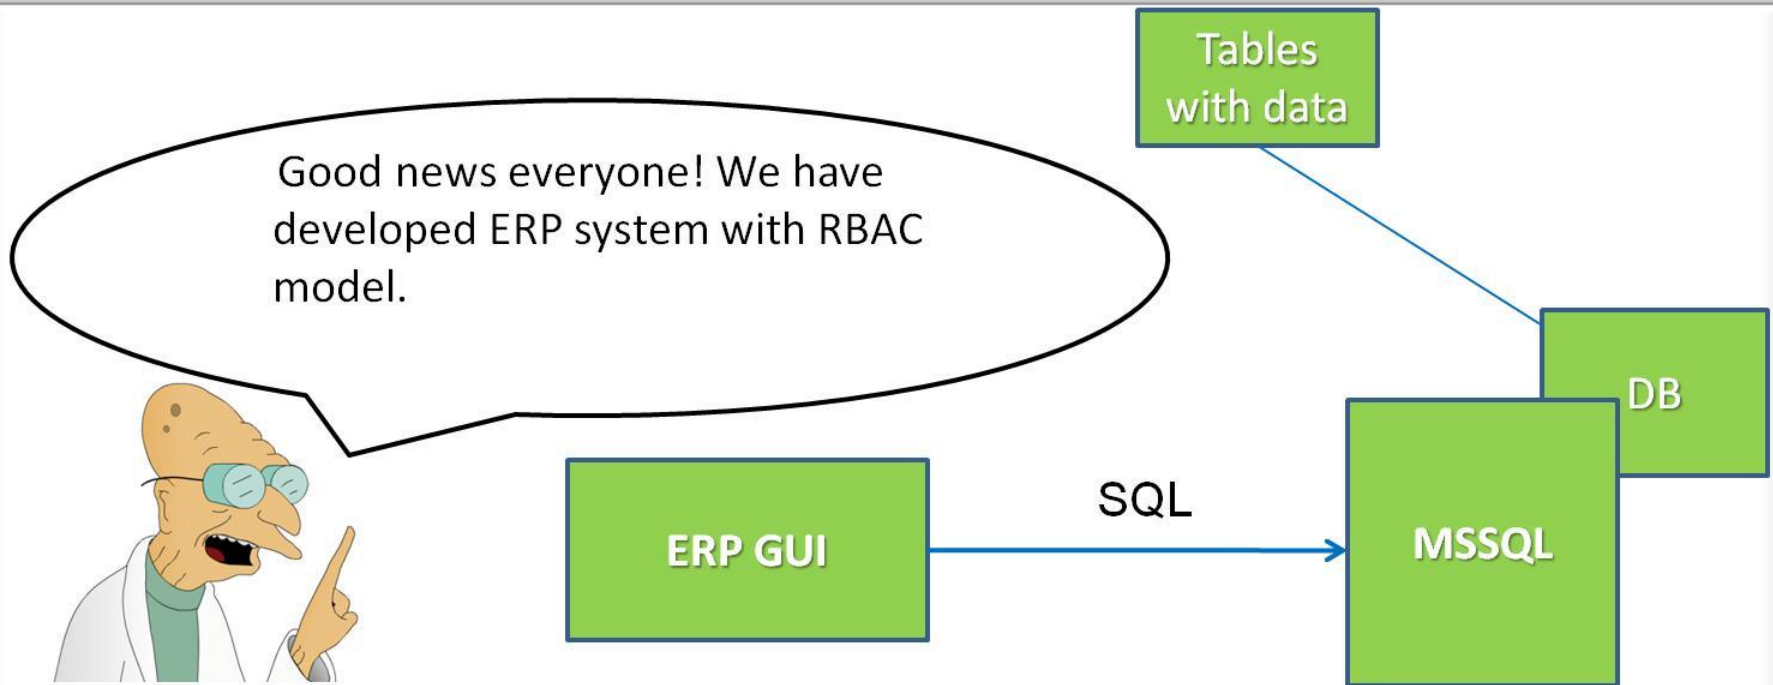 Tables
with data
Good news everyone! We have
developed ERP system with RBAC
model.
DB
SQL
ERP GUI
MSSQL